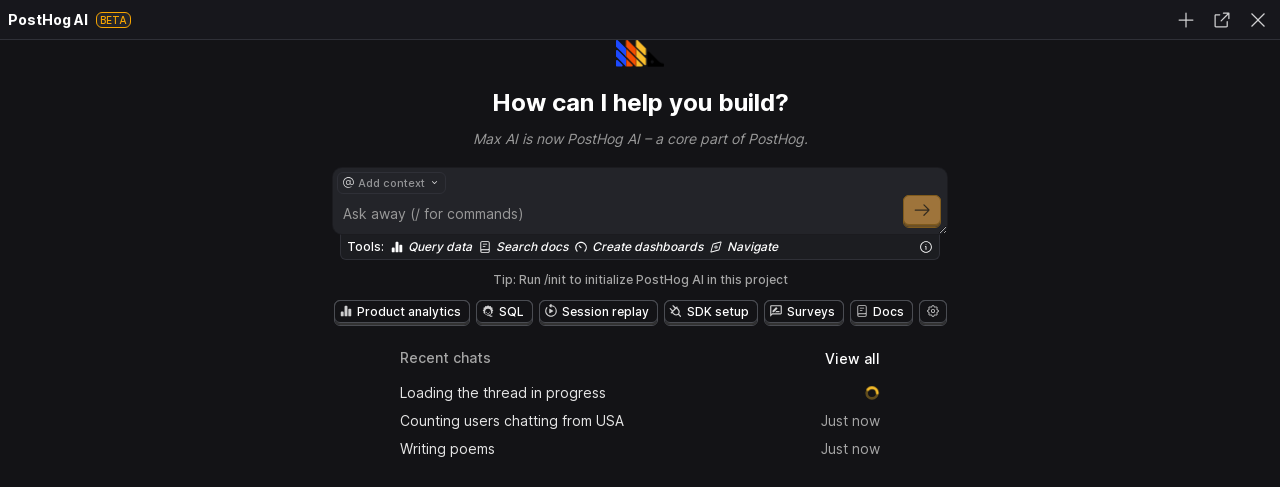 PostHog AI BETA
How can I help you build?
Max AI is now PostHog AI – a core part of PostHog.
Add context
Ask away (/ for commands)
Tools: Query data Search docs Create dashboards Navigate
Tip: Run /init to initialize PostHog AI in this project
Product analytics SQL Session replay SDK setup Surveys Docs
Recent chats View all
Loading the thread in progress
Counting users chatting from USA Just now
Writing poems Just now